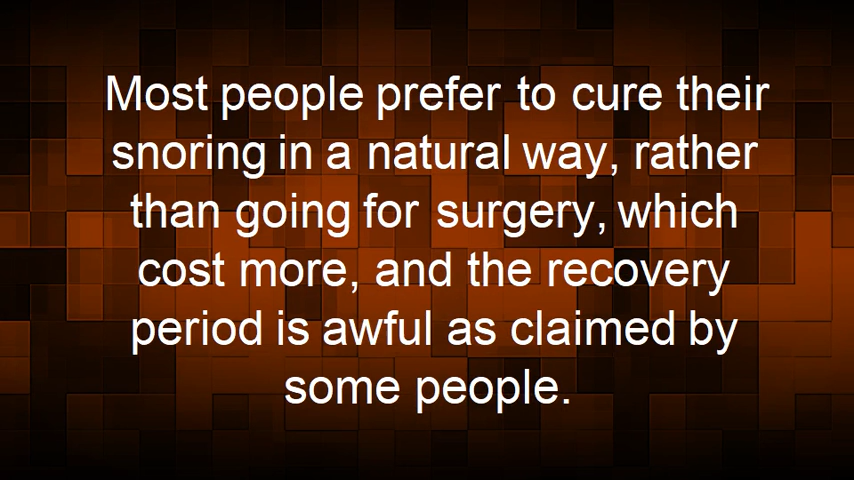 Most people prefer to cure their
snoring in a natural way, rather
than going for surgery, which
cost more, and the recovery
period is awful as claimed by
some people.